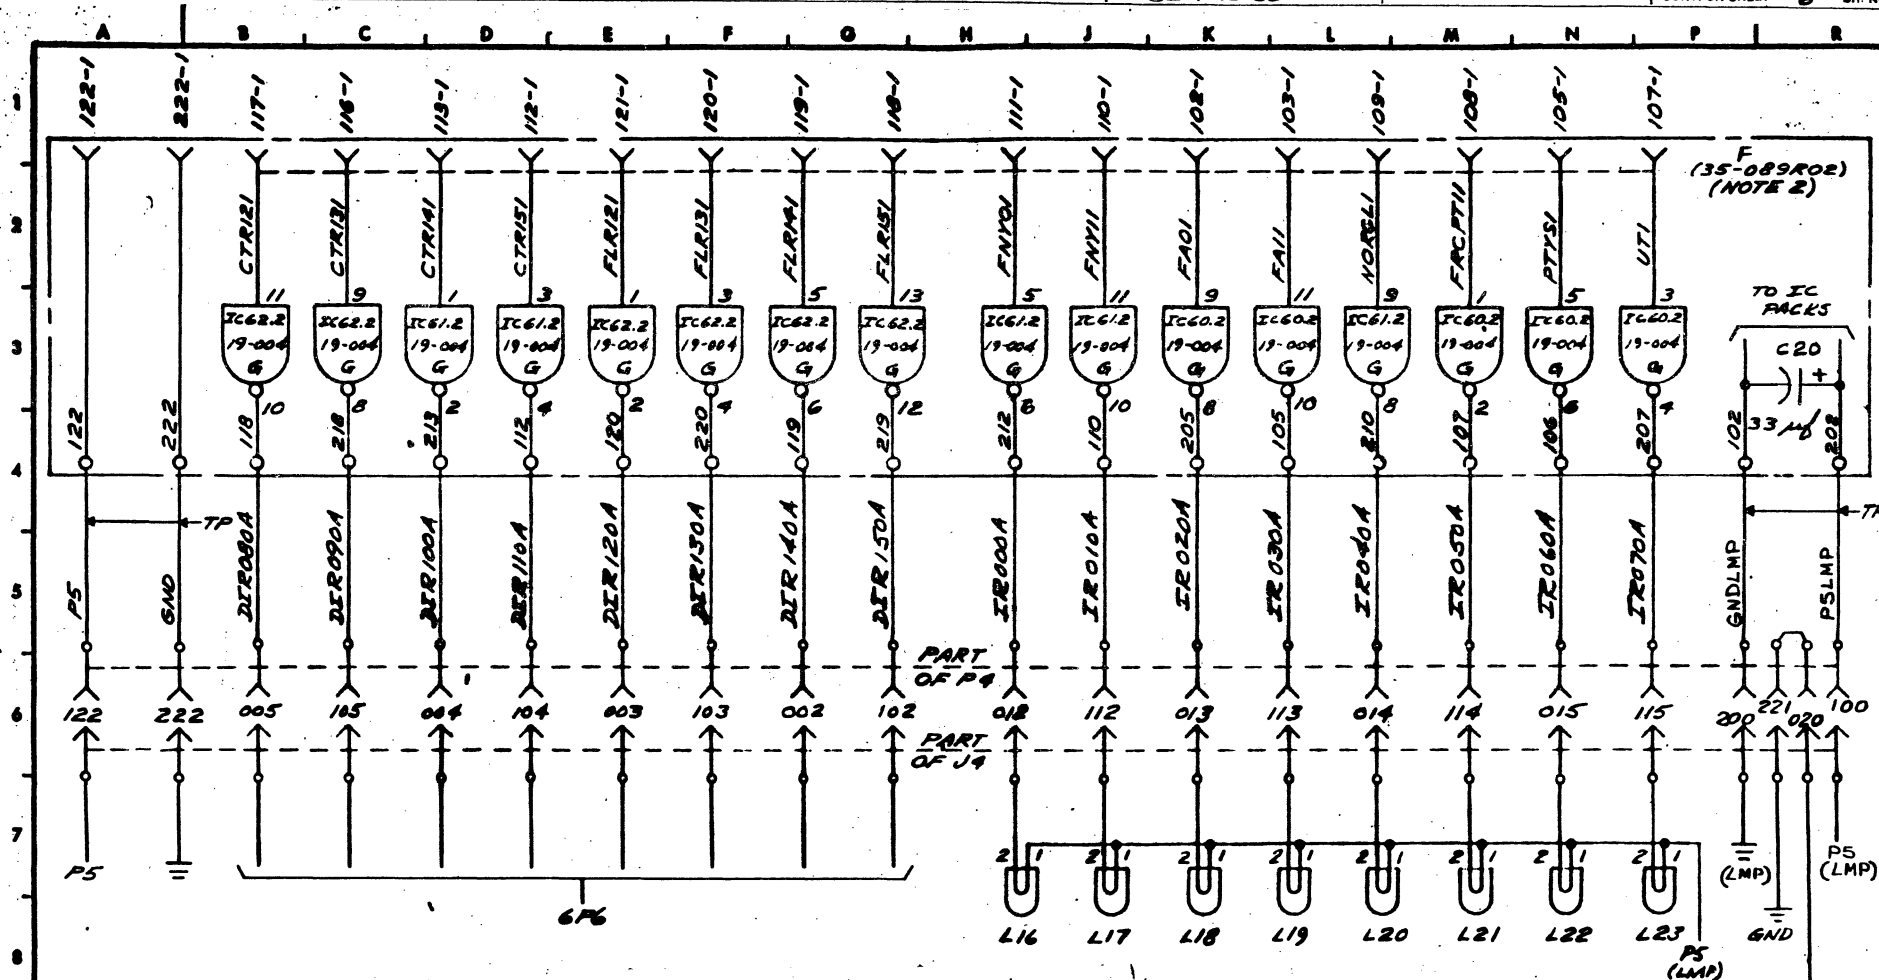 A B C D E F G H J K L M N P R
1
122-1 222-1 117-1 116-1 113-1 112-1 121-1 120-1 119-1 118-1 111-1 110-1 102-1 103-1 109-1 108-1 105-1 107-1
F
(35-089R02)
(NOTE 2)
2
CTR121 CTR131 CTR141 CTR151 FLR121 FLR131 FLR141 FLR151 FNY01 FNY11 FA01 FA11 NORGL1 FRCPT11 PTYS1 UT1
11 9 1 3 1 3 5 13 5 11 9 11 9 1 5 3
TO IC
PACKS
3
IC62.2 IC62.2 IC61.2 IC61.2 IC62.2 IC62.2 IC62.2 IC62.2 IC61.2 IC61.2 IC60.2 IC60.2 IC61.2 IC60.2 IC60.2 IC60.2
19-004 19-004 19-004 19-004 19-004 19-004 19-004 19-004 19-004 19-004 19-004 19-004 19-004 19-004 19-004 19-004
G G G G G G G G G G G G G G G G
C20
+
10 8 2 4 2 4 6 12 6 10 8 10 8 2 6 4
33 µf
122 222 118 218 213 112 120 220 119 219 212 110 205 105 210 107 106 207 102 202
4
TP
5
P5 GND DIR080A DIR090A DIR100A DIR110A DIR120A DIR130A DIR140A DIR150A IR000A IR010A IR020A IR030A IR040A IR050A IR060A IR070A GNDLMP P5LMP
PART
OF P4
6
122 222 005 105 004 104 003 103 002 102 012 112 013 113 014 114 015 115 200 221 020 100
PART
OF J4
7
2 1 2 1 2 1 2 1 2 1 2 1 2 1 2 1
P5
(LMP)
P5
(LMP)
6P6
L16 L17 L18 L19 L20 L21 L22 L23
GND
8
P5
(LMP)